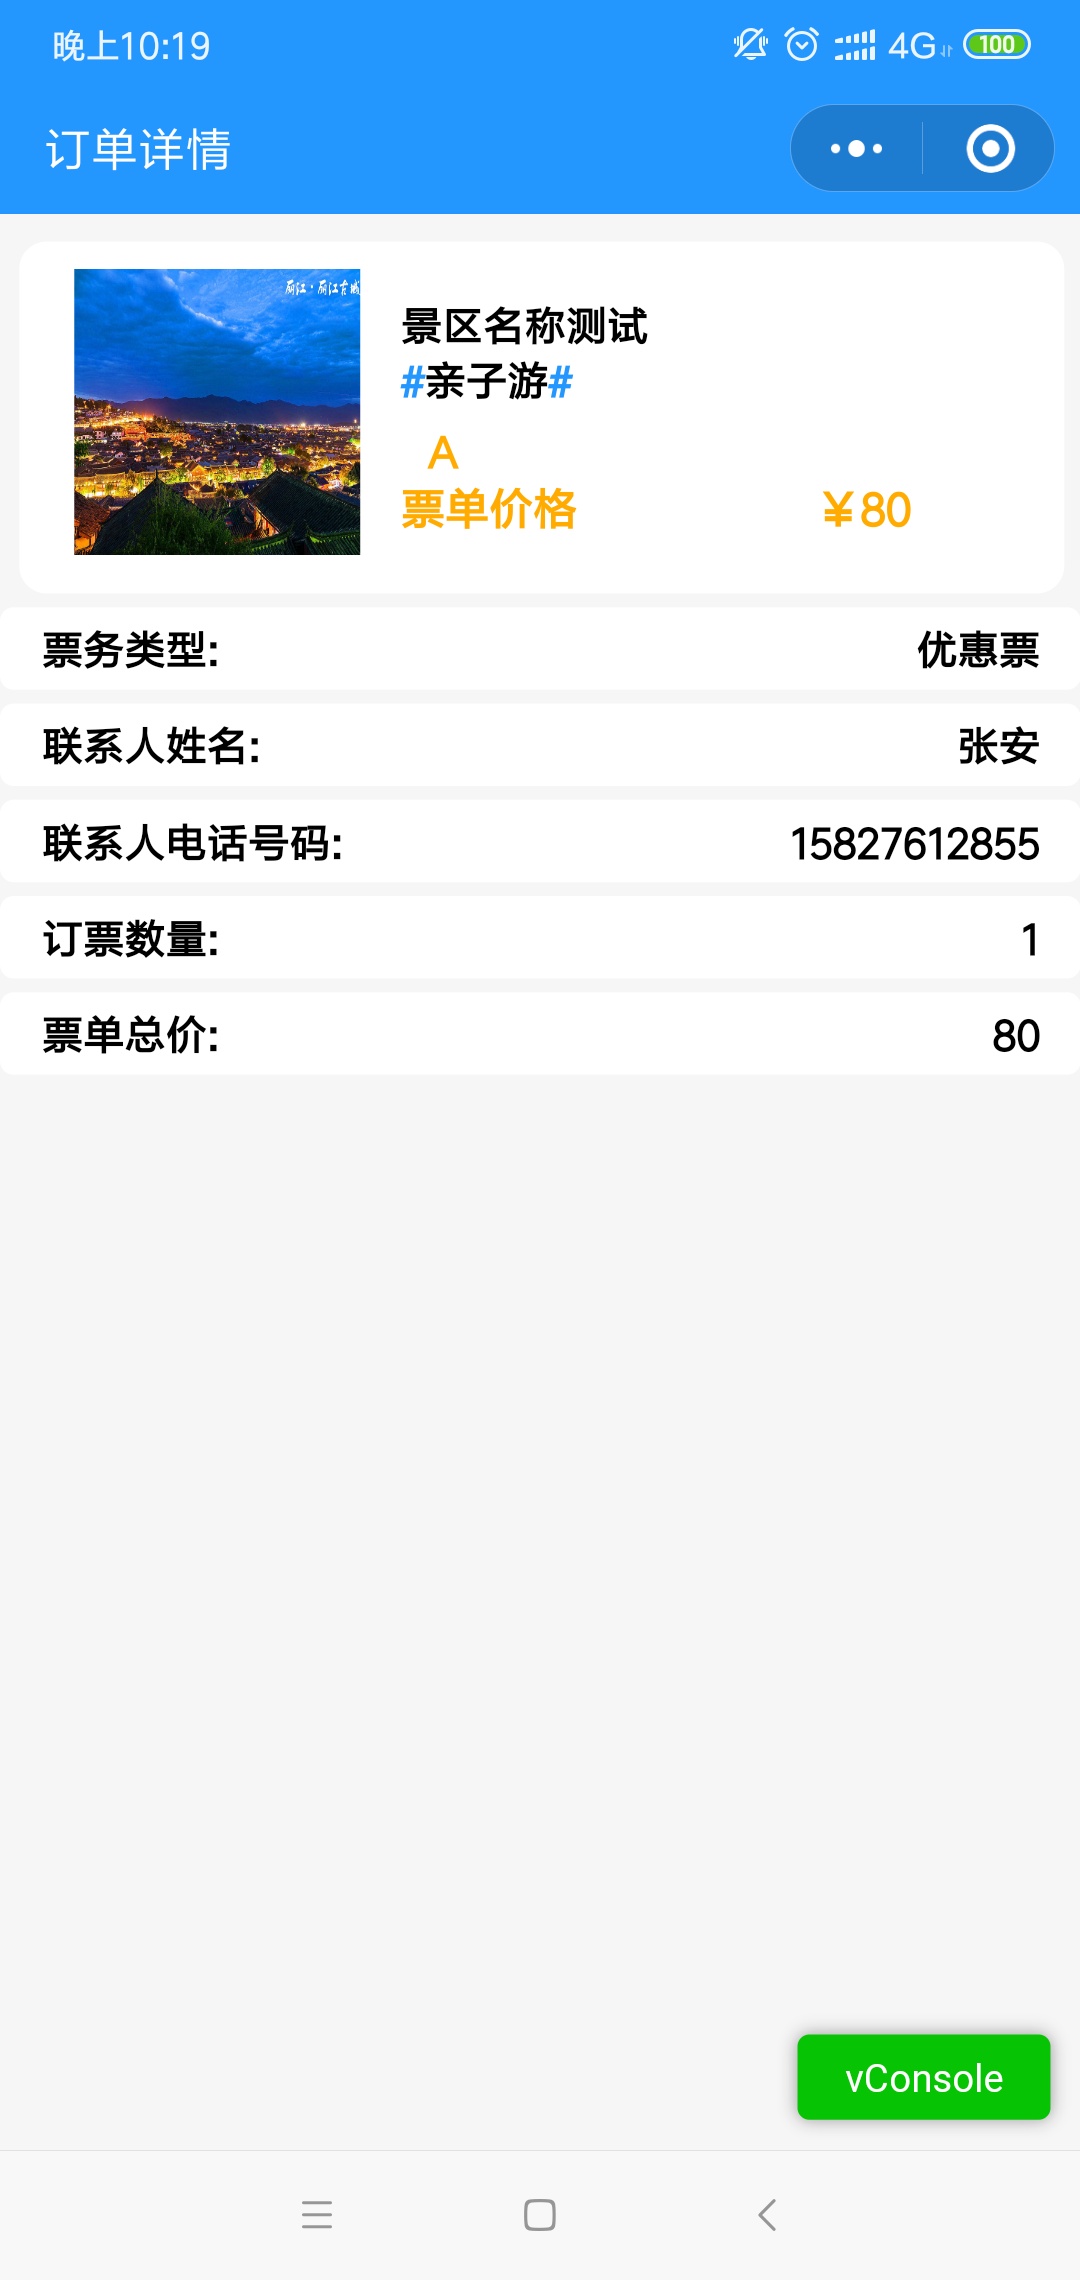 晚上10:19
4G
100
订单详情
丽江·丽江古城
景区名称测试
#亲子游#
A
票单价格 ￥80
票务类型: 优惠票
联系人姓名: 张安
联系人电话号码: 15827612855
订票数量: 1
票单总价: 80
vConsole